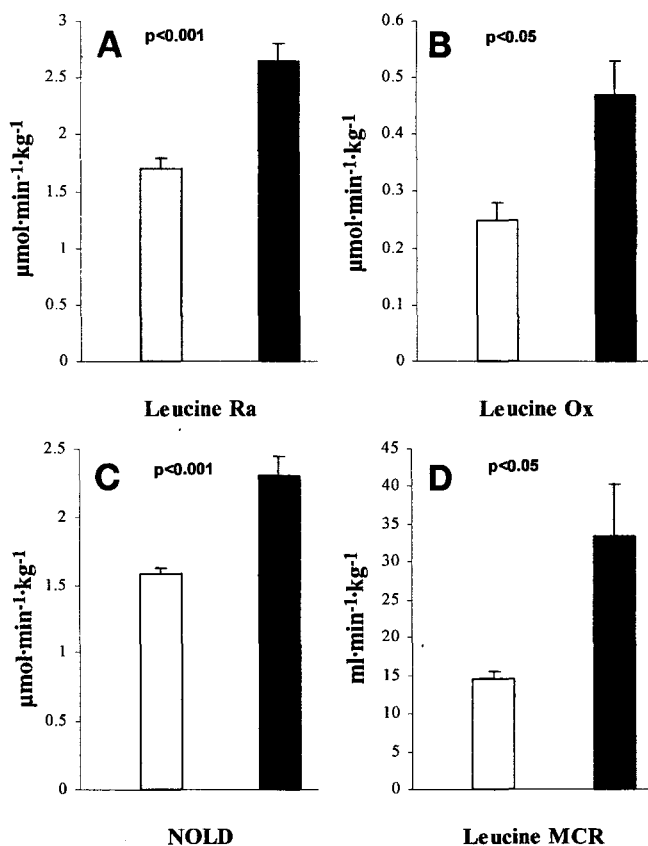 A
p<0.001
3
2.5
2
1.5
1
0.5
0
μmol·min⁻¹·kg⁻¹
Leucine Ra
B
p<0.05
0.6
0.5
0.4
0.3
0.2
0.1
0
μmol·min⁻¹·kg⁻¹
Leucine Ox
C
p<0.001
2.5
2
1.5
1
0.5
0
μmol·min⁻¹·kg⁻¹
NOLD
D
p<0.05
45
40
35
30
25
20
15
10
5
0
ml·min⁻¹·kg⁻¹
Leucine MCR